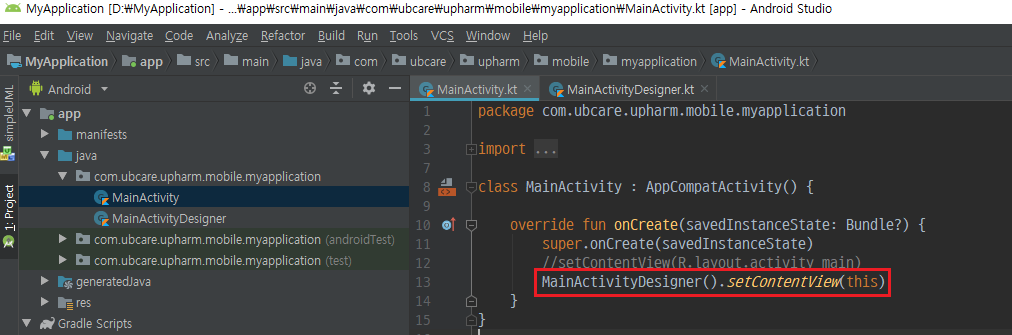 MyApplication [D:₩MyApplication] - ...₩app₩src₩main₩java₩com₩ubcare₩upharm₩mobile₩myapplication₩MainActivity.kt [app] - Android Studio
File Edit View Navigate Code Analyze Refactor Build Run Tools VCS Window Help
MyApplication app src main java com ubcare upharm mobile myapplication MainActivity.kt
Android
MainActivity.kt MainActivityDesigner.kt
simpleUML
1: Project
app
manifests
java
com.ubcare.upharm.mobile.myapplication
MainActivity
MainActivityDesigner
com.ubcare.upharm.mobile.myapplication (androidTest)
com.ubcare.upharm.mobile.myapplication (test)
generatedJava
res
Gradle Scripts
1 package com.ubcare.upharm.mobile.myapplication
2
3 import ...
7
8 class MainActivity : AppCompatActivity() {
9
10 override fun onCreate(savedInstanceState: Bundle?) {
11 super.onCreate(savedInstanceState)
12 //setContentView(R.layout.activity_main)
13 MainActivityDesigner().setContentView(this)
14 }
15 }